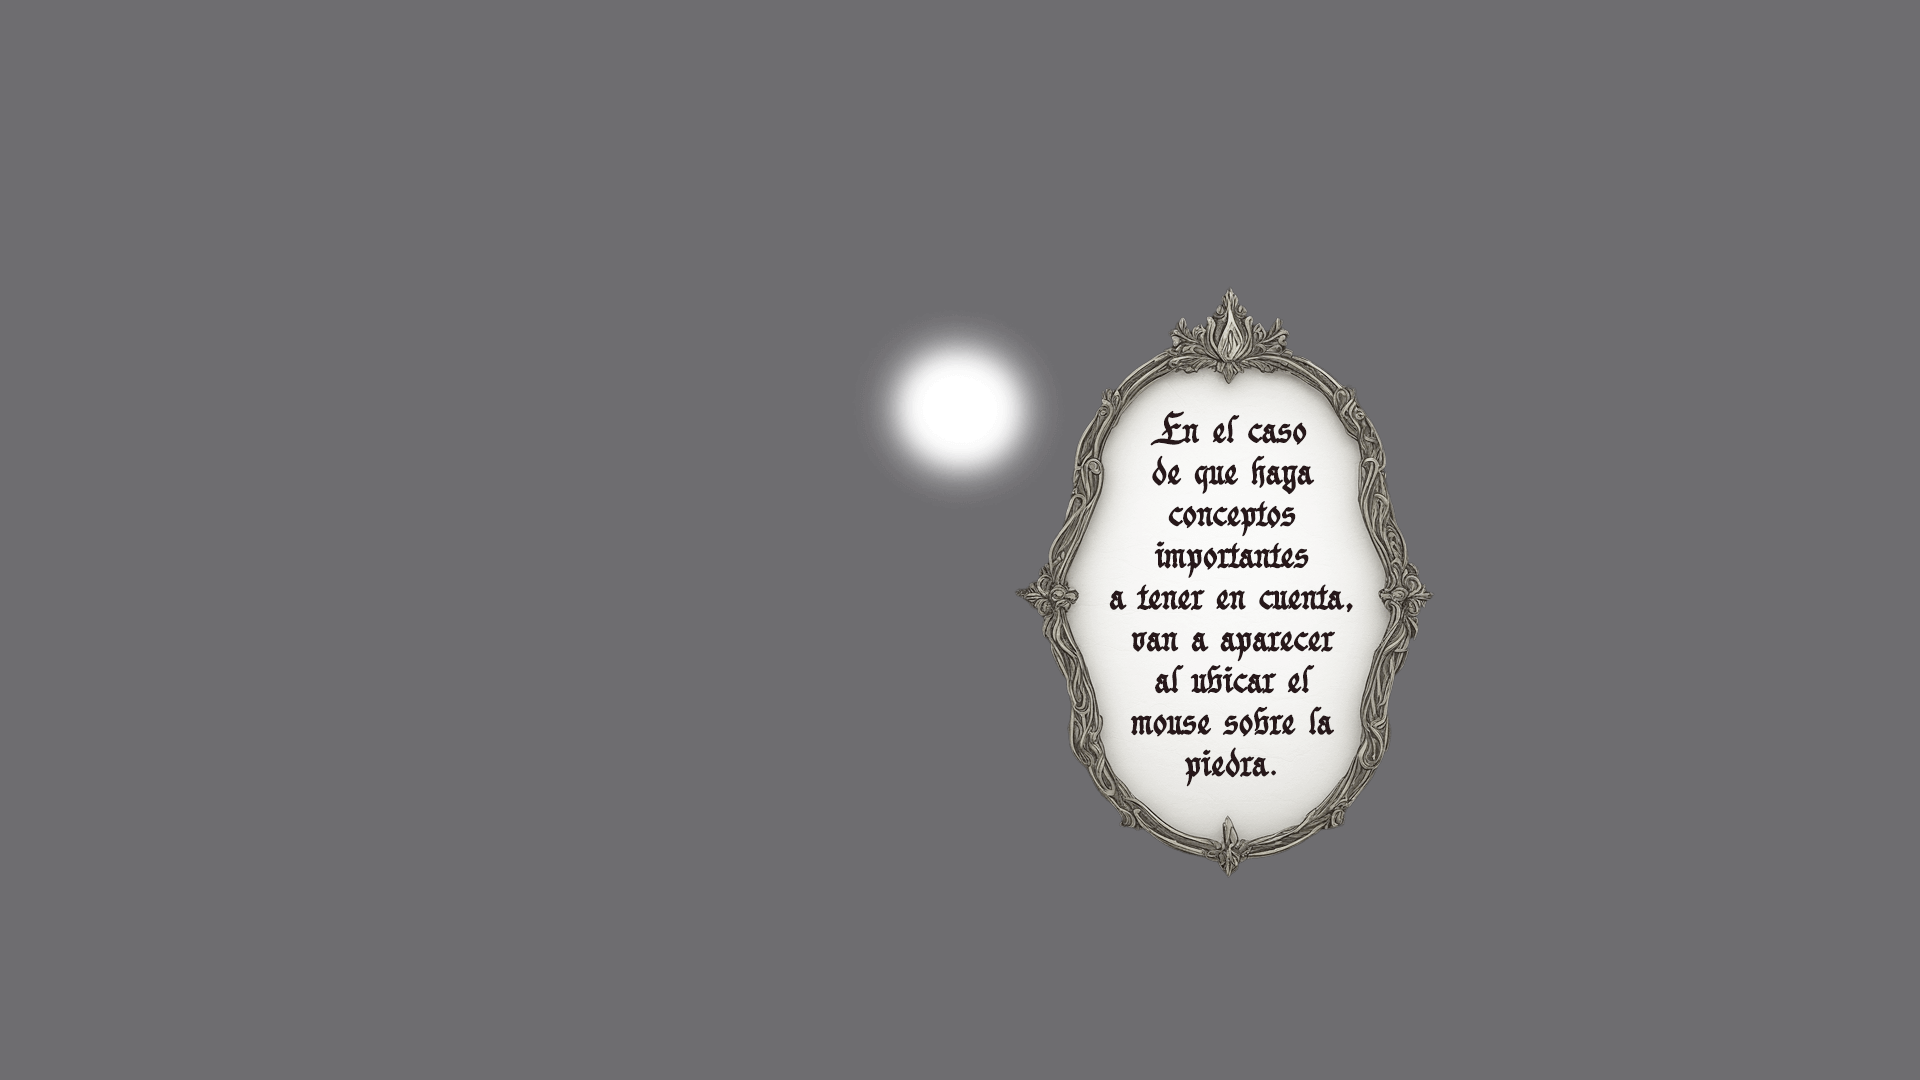 En el caso
de que haya
conceptos
importantes
a tener en cuenta,
van a aparecer
al ubicar el
mouse sobre la
piedra.